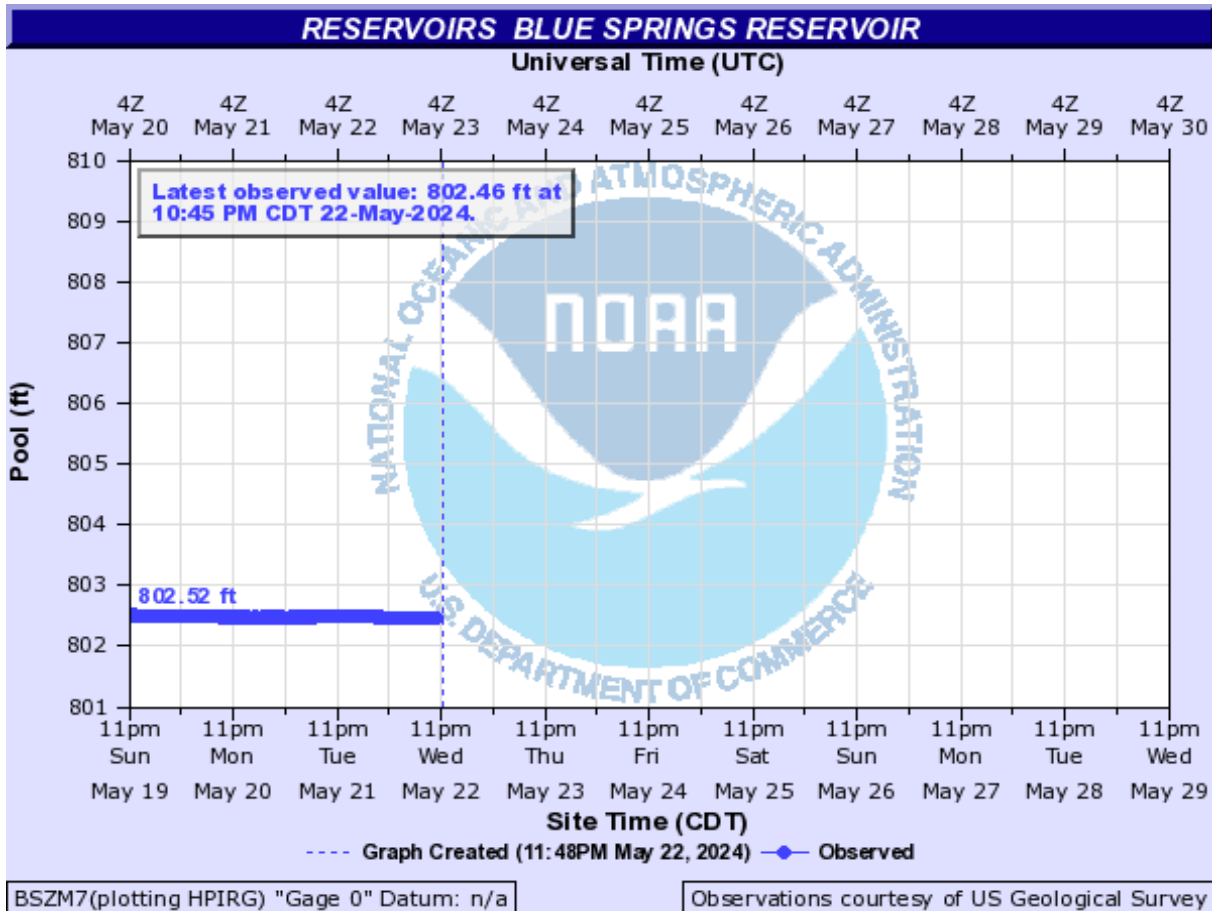 RESERVOIRS BLUE SPRINGS RESERVOIR
Universal Time (UTC)
4Z 4Z 4Z 4Z 4Z 4Z 4Z 4Z 4Z 4Z 4Z
May 20 May 21 May 22 May 23 May 24 May 25 May 26 May 27 May 28 May 29 May 30
810
Latest observed value: 802.46 ft at
10:45 PM CDT 22-May-2024.
809
808
807
806
805
804
803
802
801
Pool (ft)
802.52 ft
NATIONAL OCEANIC AND ATMOSPHERIC ADMINISTRATION
NOAA
U.S. DEPARTMENT OF COMMERCE
11pm 11pm 11pm 11pm 11pm 11pm 11pm 11pm 11pm 11pm 11pm
Sun Mon Tue Wed Thu Fri Sat Sun Mon Tue Wed
May 19 May 20 May 21 May 22 May 23 May 24 May 25 May 26 May 27 May 28 May 29
Site Time (CDT)
Graph Created (11:48PM May 22, 2024) Observed
BSZM7(plotting HPIRG) "Gage 0" Datum: n/a
Observations courtesy of US Geological Survey